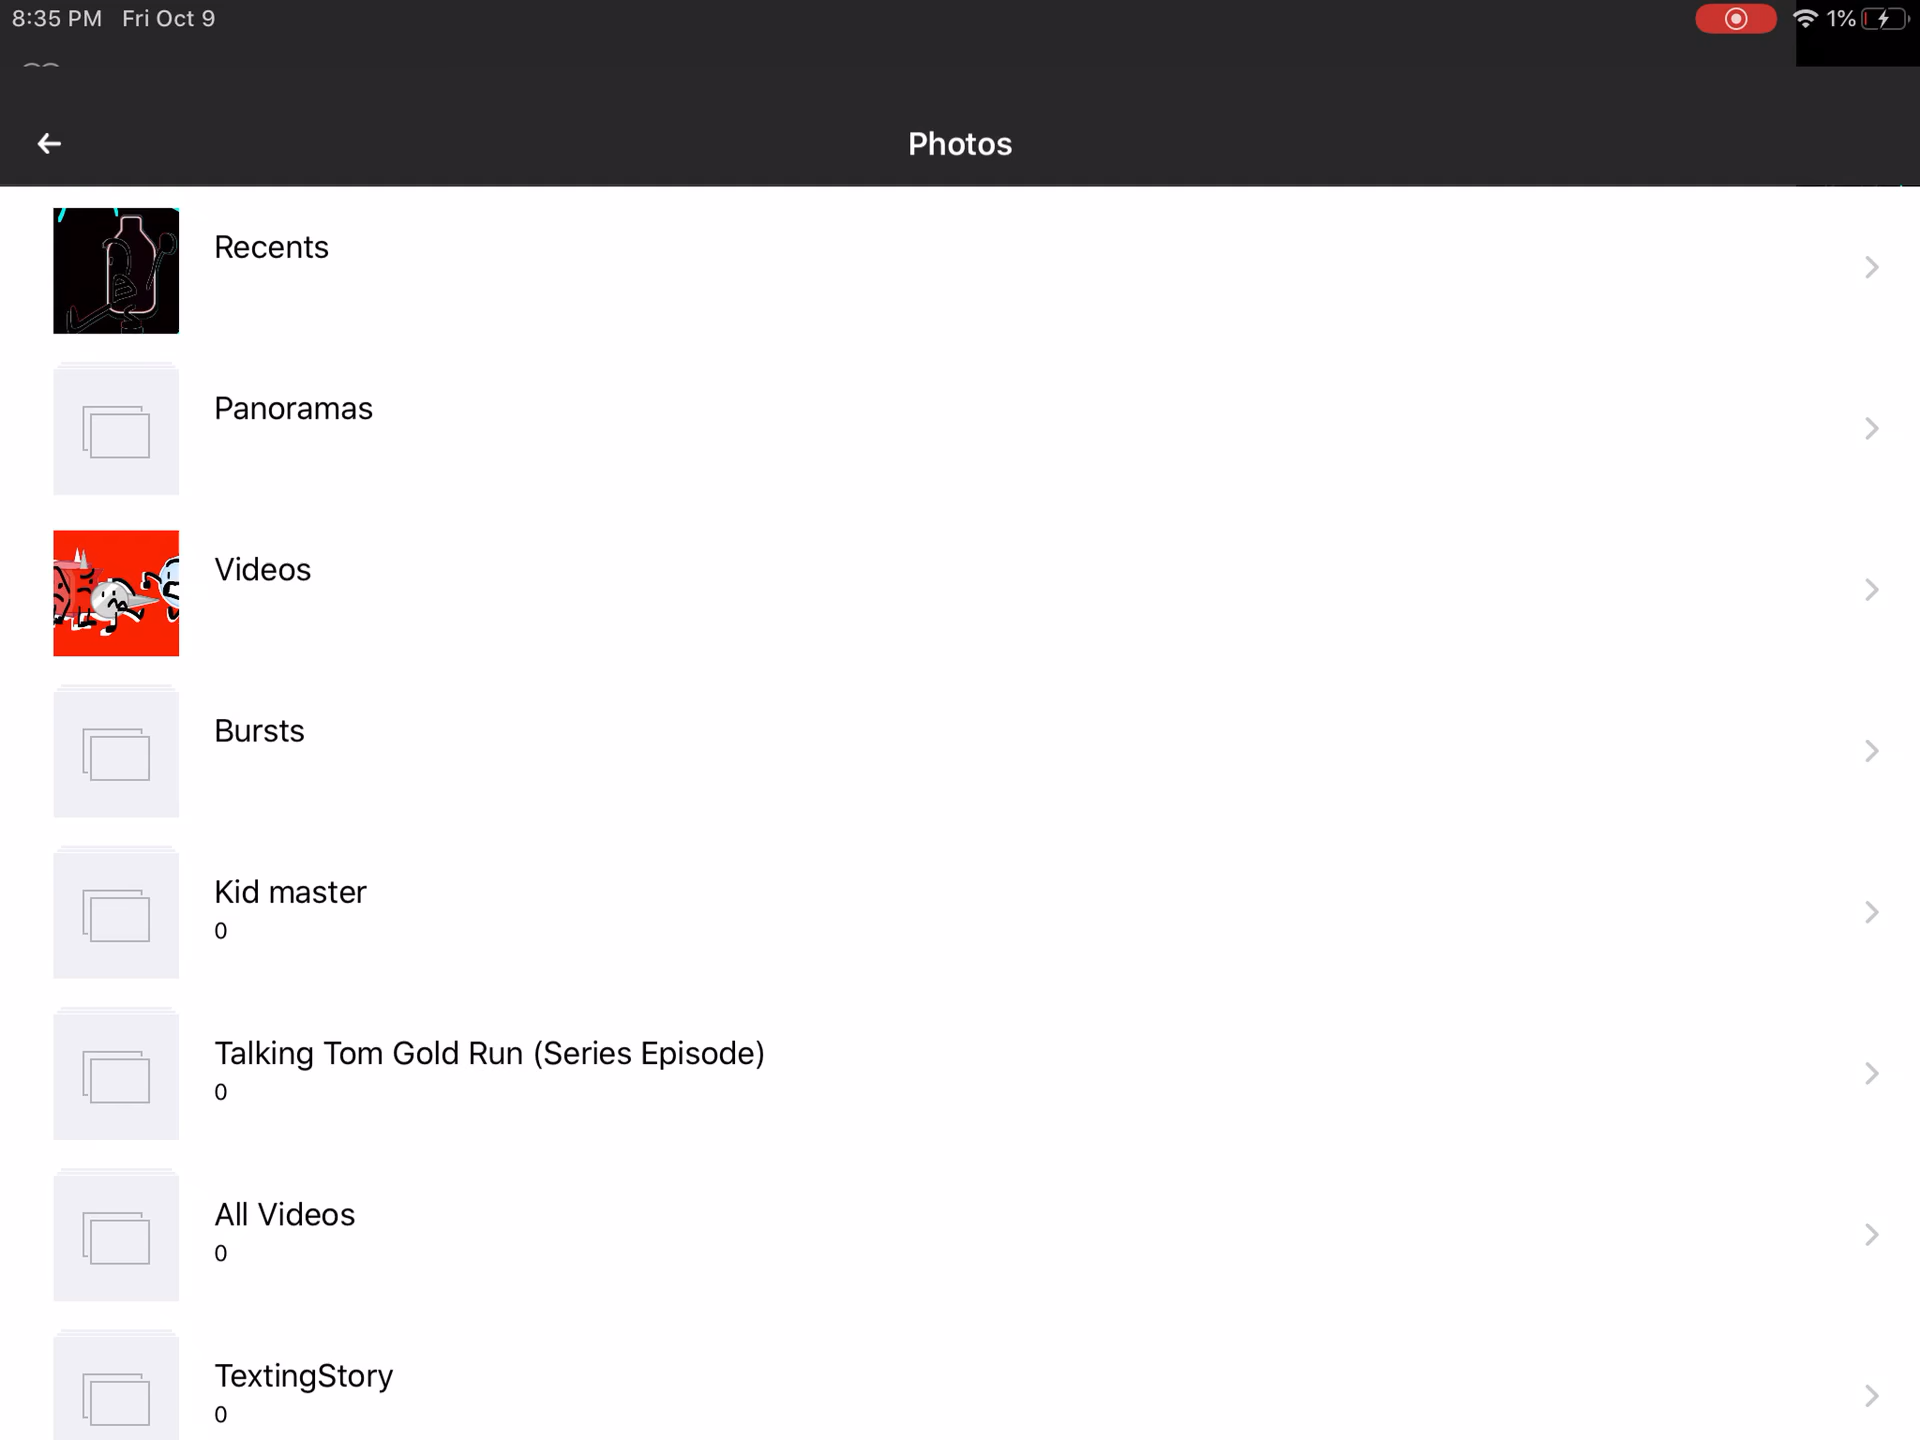 8:35 PM Fri Oct 9
1%
Photos
Recents
Panoramas
Videos
Bursts
Kid master
0
Talking Tom Gold Run (Series Episode)
0
All Videos
0
TextingStory
0